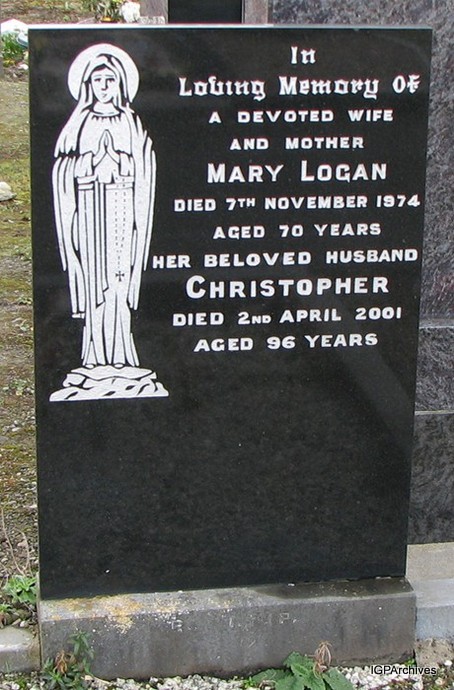 In
Loving Memory Of
A DEVOTED WIFE
AND MOTHER
MARY LOGAN
DIED 7TH NOVEMBER 1974
AGED 70 YEARS
HER BELOVED HUSBAND
CHRISTOPHER
DIED 2ND APRIL 2001
AGED 96 YEARS
IGPArchives